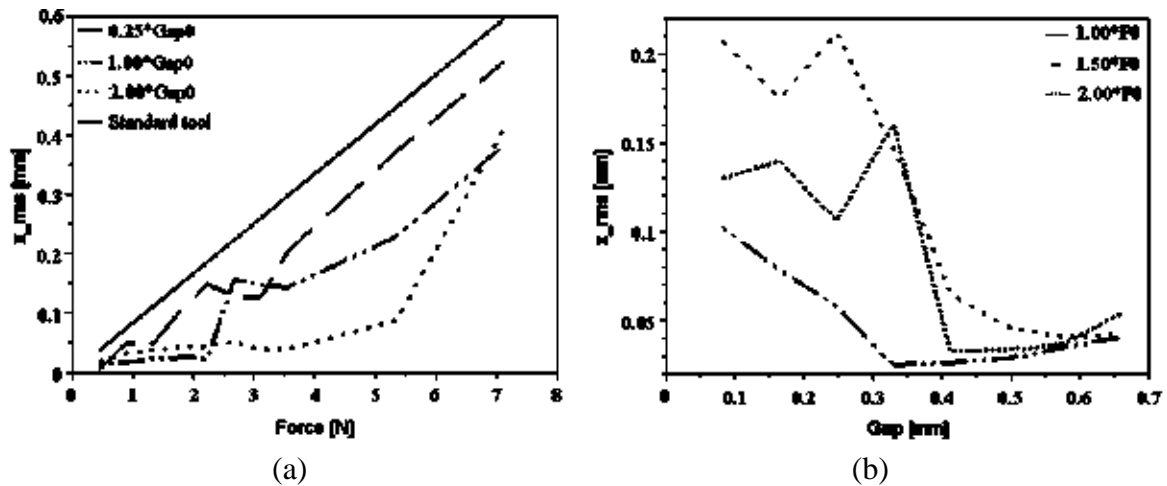 0.6
0.5
0.4
0.3
0.2
0.1
0
x_rms [mm]
0.25*Gap0
1.00*Gap0
2.00*Gap0
Standard tool
0 1 2 3 4 5 6 7 8
Force [N]
(a)
0.2
0.15
0.1
0.05
x_rms [mm]
1.00*F0
1.50*F0
2.00*F0
0 0.1 0.2 0.3 0.4 0.5 0.6 0.7
Gap [mm]
(b)